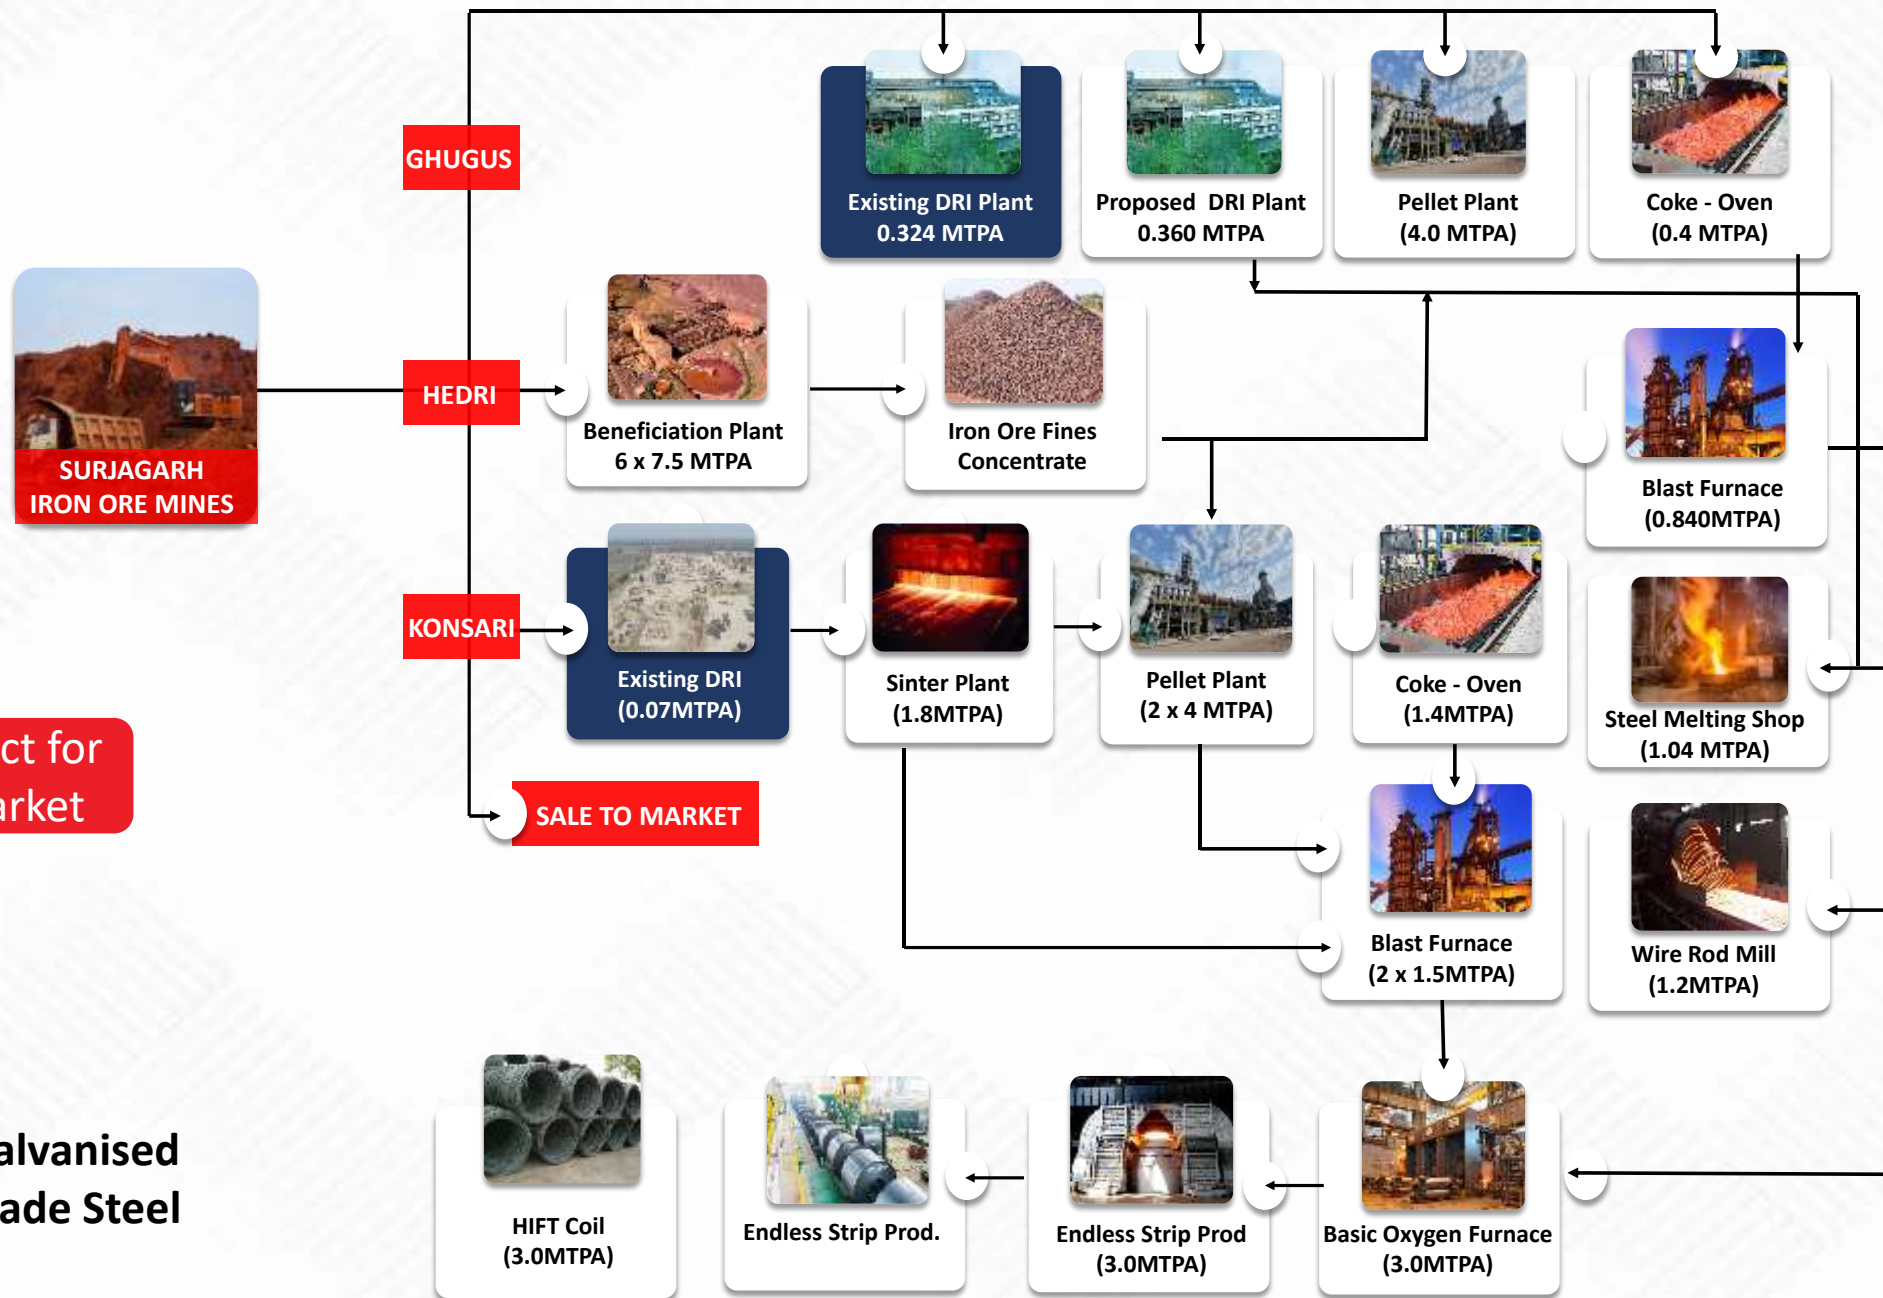 GHUGUS
Existing DRI Plant
0.324 MTPA
Proposed DRI Plant
0.360 MTPA
Pellet Plant
(4.0 MTPA)
Coke - Oven
(0.4 MTPA)
SURJAGARH
IRON ORE MINES
HEDRI
Beneficiation Plant
6 x 7.5 MTPA
Iron Ore Fines
Concentrate
Blast Furnace
(0.840MTPA)
KONSARI
Existing DRI
(0.07MTPA)
Sinter Plant
(1.8MTPA)
Pellet Plant
(2 x 4 MTPA)
Coke - Oven
(1.4MTPA)
Steel Melting Shop
(1.04 MTPA)
ct for
arket
SALE TO MARKET
Blast Furnace
(2 x 1.5MTPA)
Wire Rod Mill
(1.2MTPA)
alvanised
ade Steel
HIFT Coil
(3.0MTPA)
Endless Strip Prod.
Endless Strip Prod
(3.0MTPA)
Basic Oxygen Furnace
(3.0MTPA)